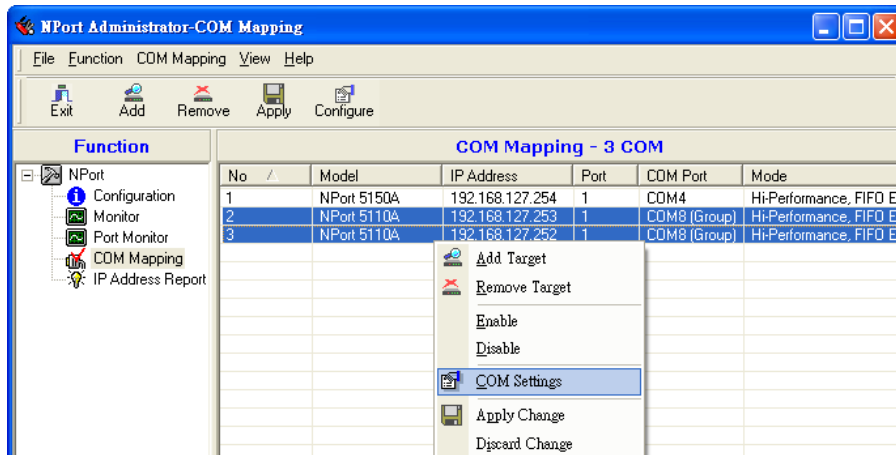 NPort Administrator-COM Mapping
File Function COM Mapping View Help
Exit Add Remove Apply Configure
Function
COM Mapping - 3 COM
NPort
Configuration
Monitor
Port Monitor
COM Mapping
IP Address Report
No Model IP Address Port COM Port Mode
1 NPort 5150A 192.168.127.254 1 COM4 Hi-Performance, FIFO E
2 NPort 5110A 192.168.127.253 1 COM8 (Group) Hi-Performance, FIFO E
3 NPort 5110A 192.168.127.252 1 COM8 (Group) Hi-Performance, FIFO E
Add Target
Remove Target
Enable
Disable
COM Settings
Apply Change
Discard Change